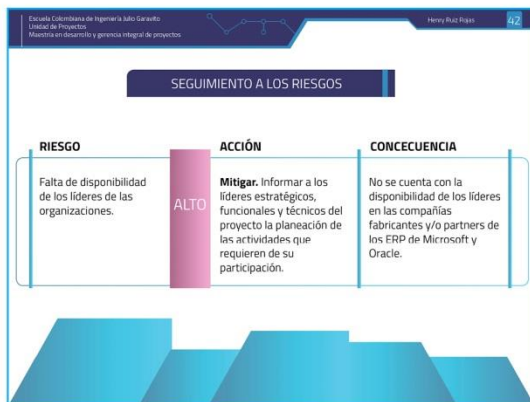 Escuela Colombiana de Ingeniería Julio Garavito
Unidad de Proyectos
Maestría en desarrollo y gerencia integral de proyectos
Henry Ruiz Rojas
42
SEGUIMIENTO A LOS RIESGOS
RIESGO
Falta de disponibilidad
de los líderes de las
organizaciones.
ALTO
ACCIÓN
Mitigar. Informar a los
líderes estratégicos,
funcionales y técnicos del
proyecto la planeación de
las actividades que
requieren de su
participación.
CONCECUENCIA
No se cuenta con la
disponibilidad de los líderes
en las compañías
fabricantes y/o partners de
los ERP de Microsoft y
Oracle.